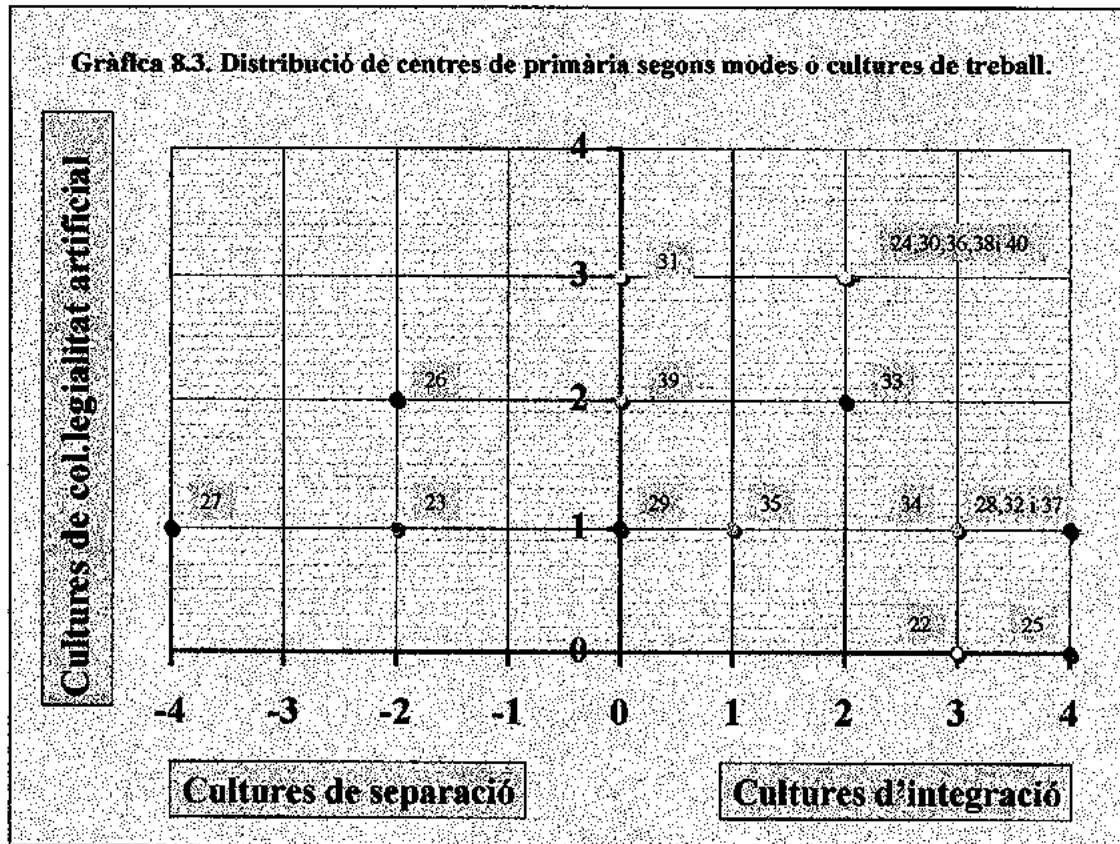 Gràfica 8.3. Distribució de centres de primària segons modes o cultures de treball.
Cultures de col.legialitat artificial
4
24,30,36,38 i 40
31
3
26
39
33
2
27
23
29
35
34
28,32 i 37
1
22
25
0
-4 -3 -2 -1 0 1 2 3 4
Cultures de separació
Cultures d'integració